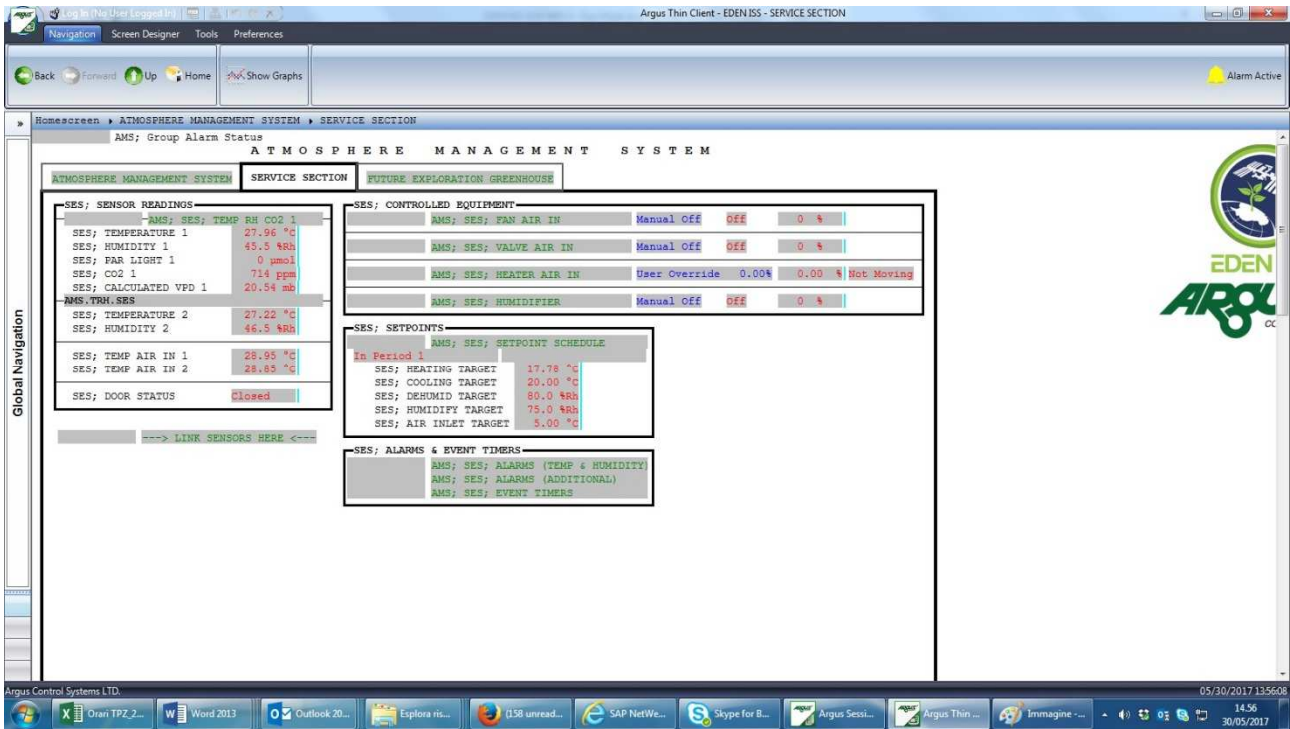 Log In (No User Logged In)
Argus Thin Client - EDEN ISS - SERVICE SECTION
Navigation Screen Designer Tools Preferences
Back Forward Up Home Show Graphs Alarm Active
» Homescreen ▸ ATMOSPHERE MANAGEMENT SYSTEM ▸ SERVICE SECTION
AMS; Group Alarm Status
ATMOSPHERE MANAGEMENT SYSTEM
ATMOSPHERE MANAGEMENT SYSTEM SERVICE SECTION FUTURE EXPLORATION GREENHOUSE
SES; SENSOR READINGS
AMS; SES; TEMP RH CO2 1
SES; TEMPERATURE 1 27.96 °C
SES; HUMIDITY 1 45.5 %Rh
SES; PAR LIGHT 1 0 µmol
SES; CO2 1 714 ppm
SES; CALCULATED VPD 1 20.54 mb
AMS.TRH.SES
SES; TEMPERATURE 2 27.22 °C
SES; HUMIDITY 2 46.5 %Rh
SES; TEMP AIR IN 1 28.95 °C
SES; TEMP AIR IN 2 28.65 °C
SES; DOOR STATUS Closed
---> LINK SENSORS HERE <---
SES; CONTROLLED EQUIPMENT
AMS; SES; FAN AIR IN Manual Off Off 0 %
AMS; SES; VALVE AIR IN Manual Off Off 0 %
AMS; SES; HEATER AIR IN User Override 0.00% 0.00 % Not Moving
AMS; SES; HUMIDIFIER Manual Off Off 0 %
SES; SETPOINTS
AMS; SES; SETPOINT SCHEDULE
In Period 1
SES; HEATING TARGET 17.78 °C
SES; COOLING TARGET 20.00 °C
SES; DEHUMID TARGET 80.0 %Rh
SES; HUMIDIFY TARGET 75.0 %Rh
SES; AIR INLET TARGET 5.00 °C
SES; ALARMS & EVENT TIMERS
AMS; SES; ALARMS (TEMP & HUMIDITY)
AMS; SES; ALARMS (ADDITIONAL)
AMS; SES; EVENT TIMERS
EDEN
ARGU
CO
Global Navigation
Argus Control Systems LTD. 05/30/2017 13:56:08
Orari TPZ_2... Word 2013 Outlook 20... Esplora ris... (158 unread... SAP NetWe... Skype for B... Argus Sessi... Argus Thin ... Immagine -... 14.56
30/05/2017